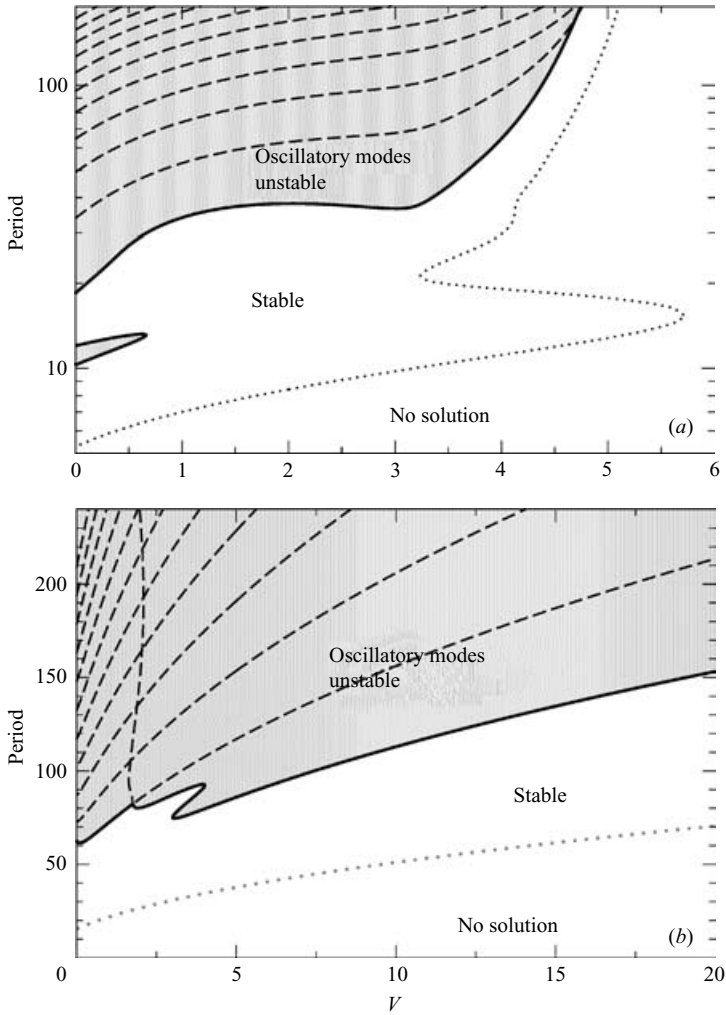 100
Period
Oscillatory modes
unstable
Stable
10
No solution
(a)
0 1 2 3 4 5 6
200
Period
Oscillatory modes
unstable
150
100
Stable
50
No solution
(b)
0 5 10 15 20
V